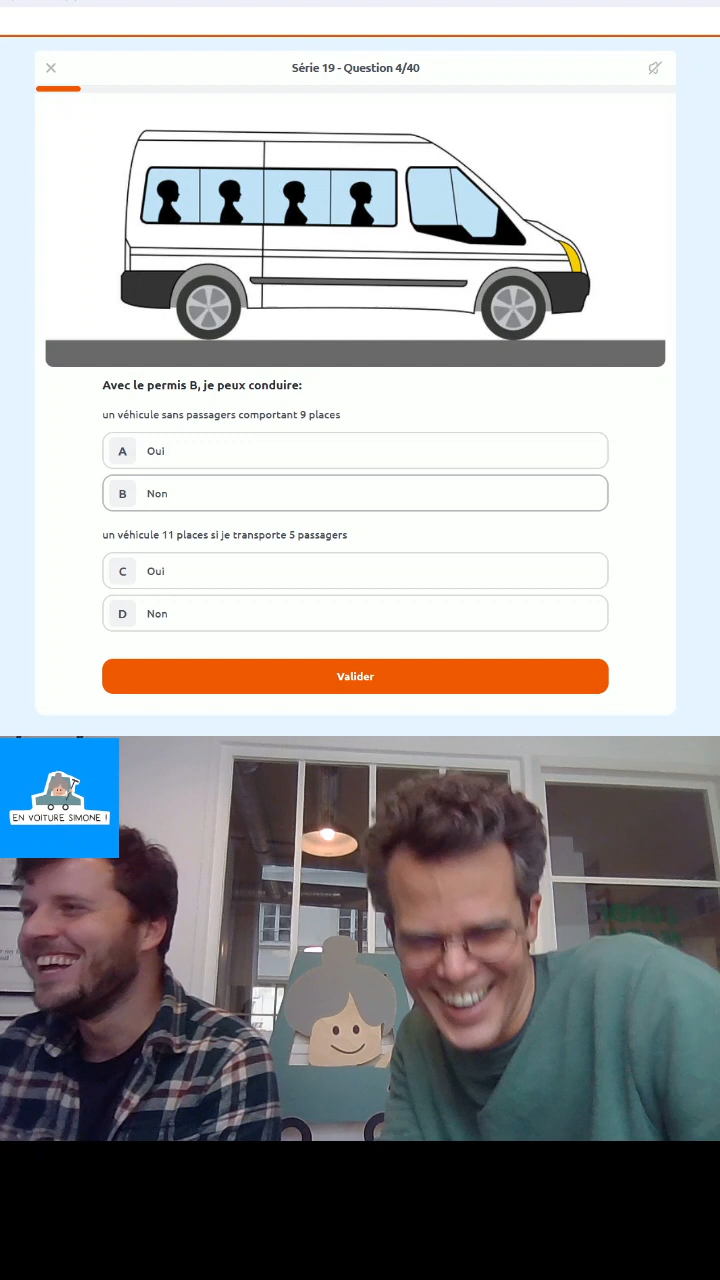 Série 19 - Question 4/40
Avec le permis B, je peux conduire:
un véhicule sans passagers comportant 9 places
A Oui
B Non
un véhicule 11 places si je transporte 5 passagers
C Oui
D Non
Valider
EN VOITURE SIMONE !